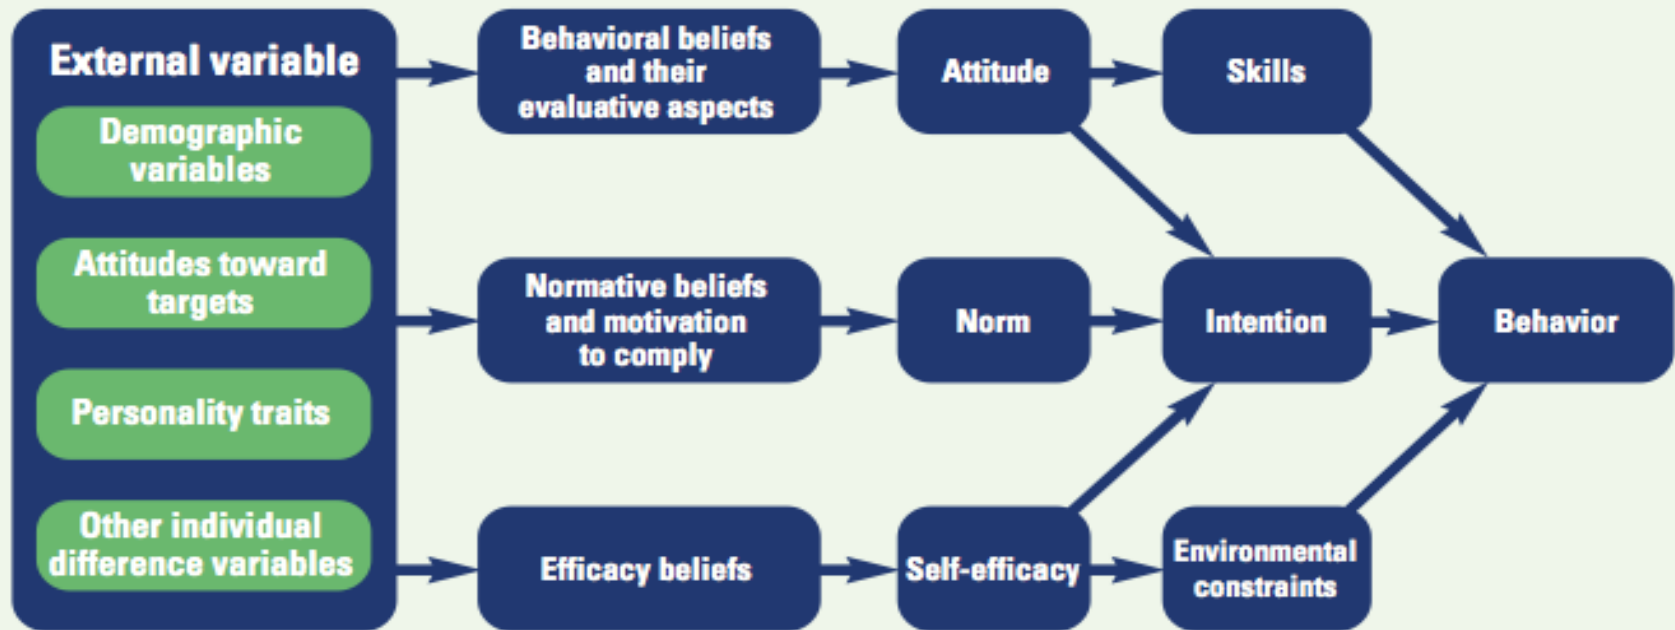 External variable
Demographic
variables
Attitudes toward
targets
Personality traits
Other individual
difference variables
Behavioral beliefs
and their
evaluative aspects
Attitude
Skills
Normative beliefs
and motivation
to comply
Norm
Intention
Behavior
Efficacy beliefs
Self-efficacy
Environmental
constraints